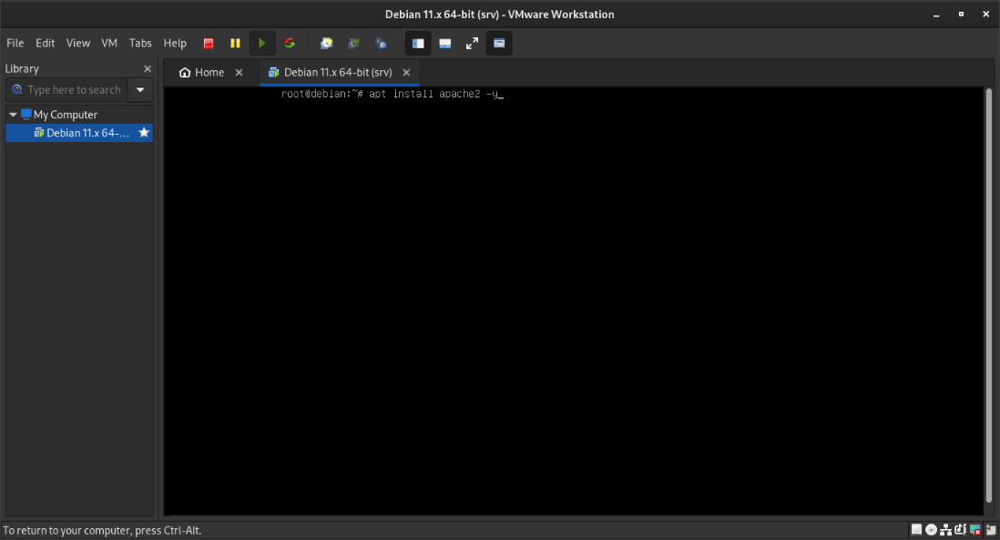 Debian 11.x 64-bit (srv) - VMware Workstation
File Edit View VM Tabs Help
Library
Home
Debian 11.x 64-bit (srv)
Type here to search
root@debian:~# apt install apache2 -y_
My Computer
Debian 11.x 64-...
To return to your computer, press Ctrl-Alt.